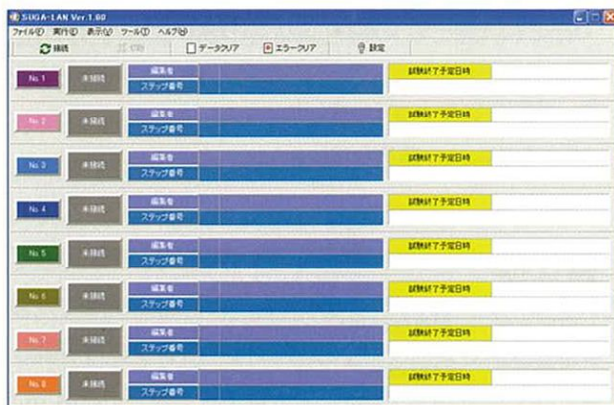 SUGA-LAN Ver.1.00
ファイル(F) 実行(E) 表示(V) ツール(T) ヘルプ(H)
接続 切断 データクリア エラークリア 設定
No. 1 未接続 編集者 試験終了予定日時
ステップ番号
No. 2 未接続 編集者 試験終了予定日時
ステップ番号
No. 3 未接続 編集者 試験終了予定日時
ステップ番号
No. 4 未接続 編集者 試験終了予定日時
ステップ番号
No. 5 未接続 編集者 試験終了予定日時
ステップ番号
No. 6 未接続 編集者 試験終了予定日時
ステップ番号
No. 7 未接続 編集者 試験終了予定日時
ステップ番号
No. 8 未接続 編集者 試験終了予定日時
ステップ番号